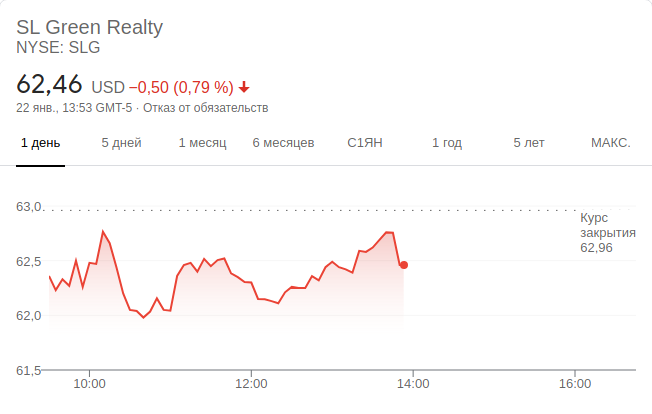 SL Green Realty
NYSE: SLG
62,46 USD −0,50 (0,79 %)
22 янв., 13:53 GMT-5 · Отказ от обязательств
1 день 5 дней 1 месяц 6 месяцев С1ЯН 1 год 5 лет МАКС.
63,0
Курс
закрытия
62,96
62,5
62,0
61,5
10:00 12:00 14:00 16:00